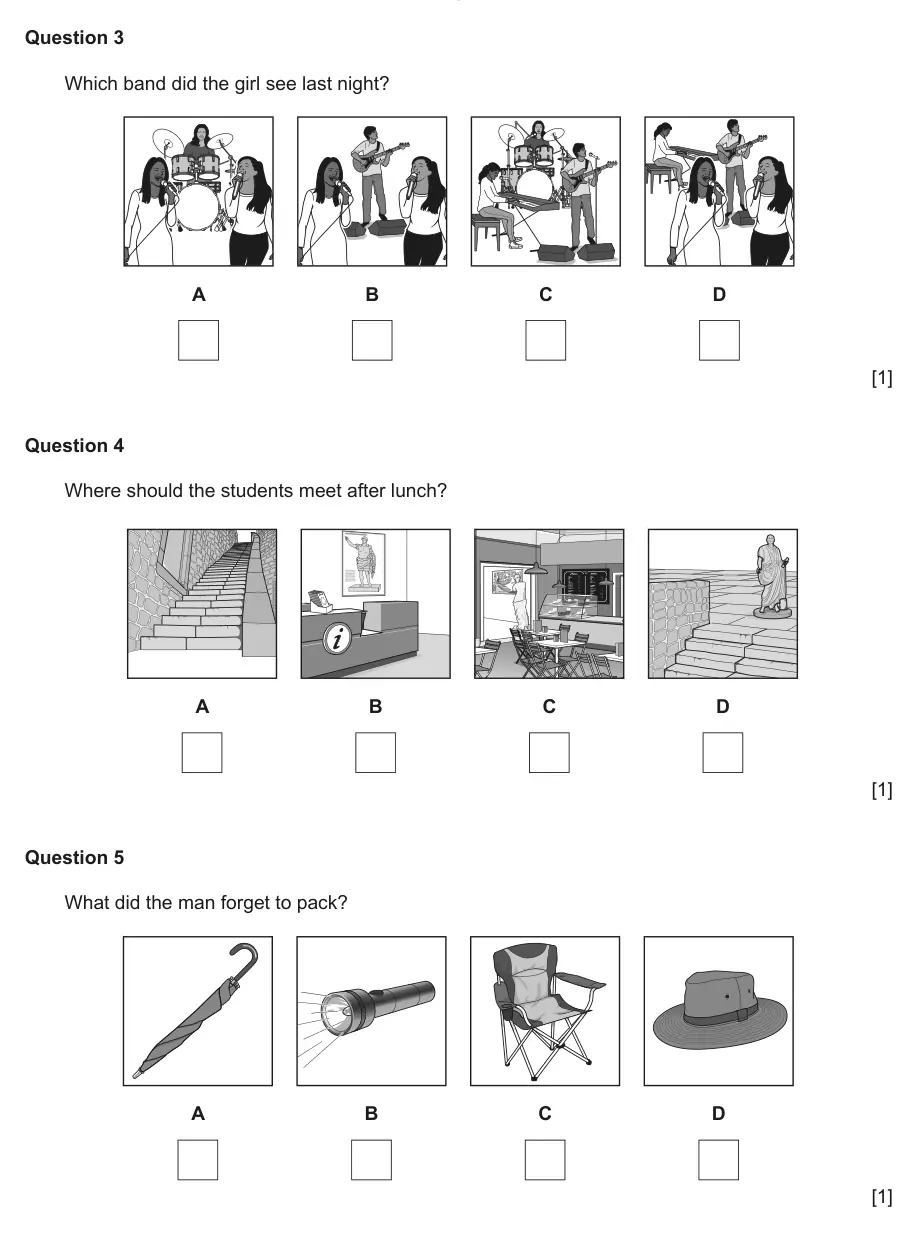 Question 3
Which band did the girl see last night?
A B C D
[1]
Question 4
Where should the students meet after lunch?
i
A B C D
[1]
Question 5
What did the man forget to pack?
A B C D
[1]